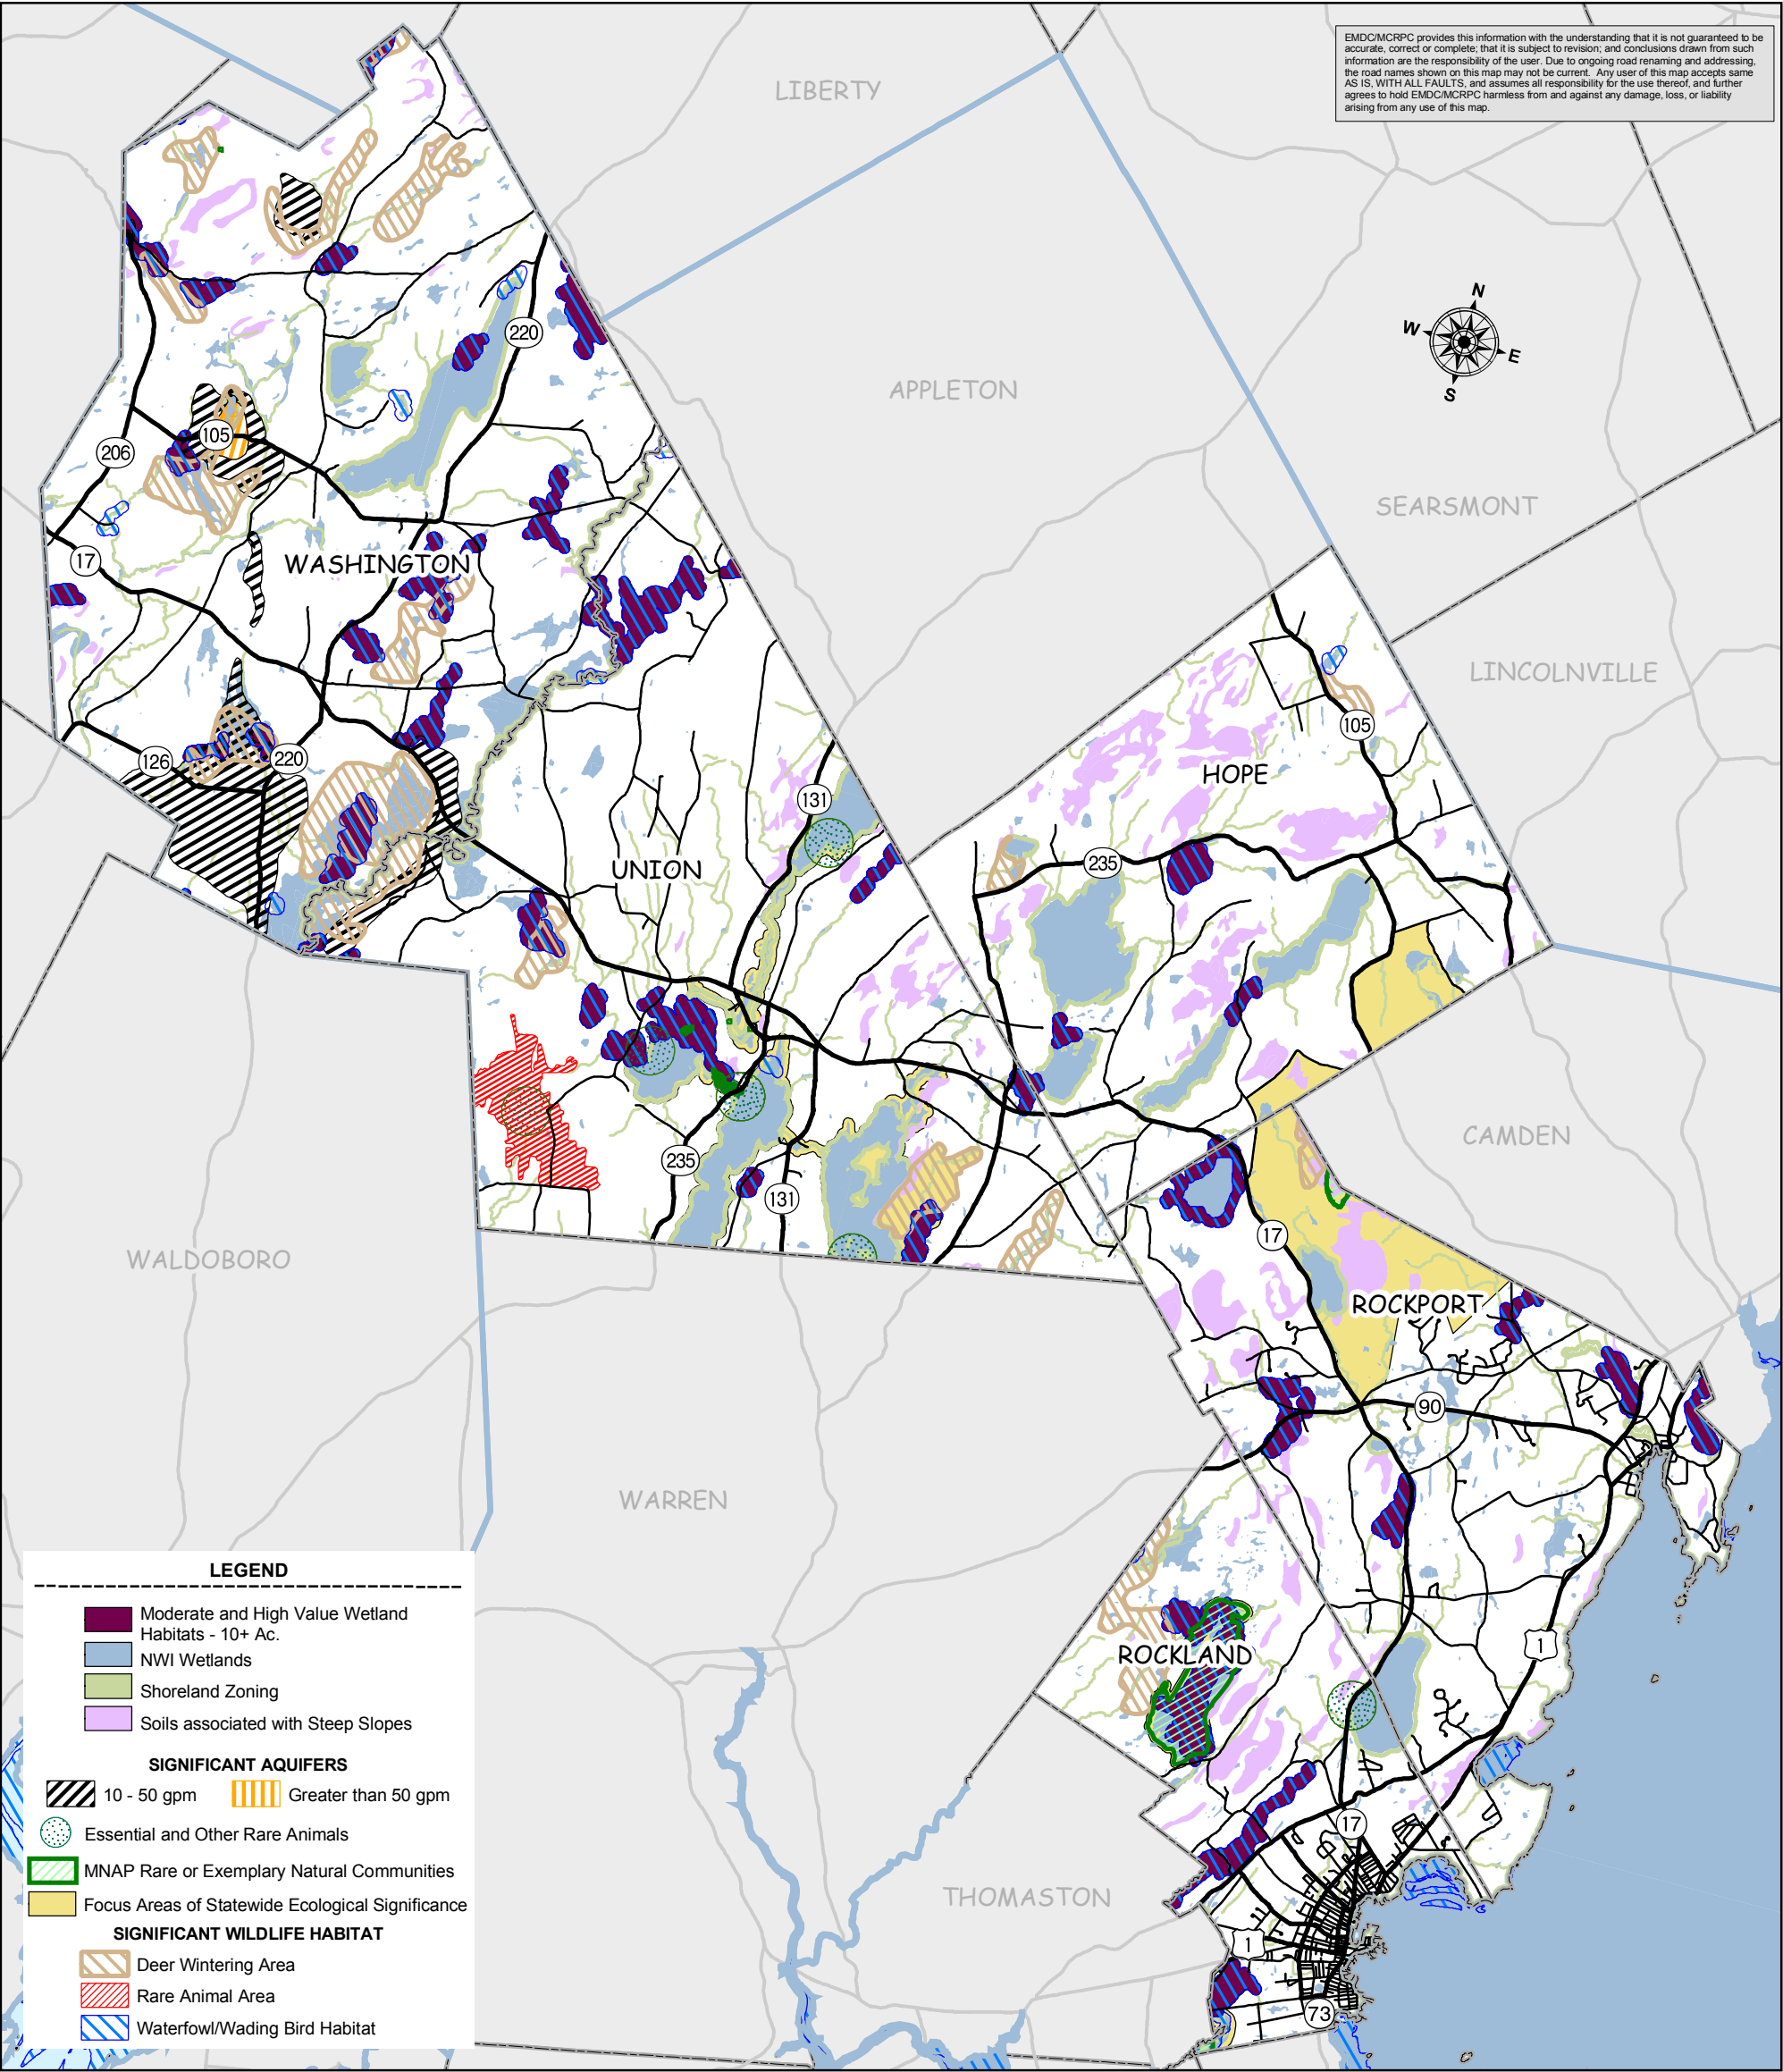 EMDC/MCRPC provides this information with the understanding that it is not guaranteed to be
accurate, correct or complete; that it is subject to revision; and conclusions drawn from such
information are the responsibility of the user. Due to ongoing road renaming and addressing,
the road names shown on this map may not be current. Any user of this map accepts same
AS IS, WITH ALL FAULTS, and assumes all responsibility for the use thereof, and further
agrees to hold EMDC/MCRPC harmless from and against any damage, loss, or liability
arising from any use of this map.
LIBERTY
N
W
E
S
220
APPLETON
105
206
SEARSMONT
17
WASHINGTON
LINCOLNVILLE
105
126
220
HOPE
131
UNION
235
CAMDEN
235
131
17
WALDOBORO
ROCKPORT
90
WARREN
1
ROCKLAND
17
THOMASTON
1
73
LEGEND
Moderate and High Value Wetland
Habitats - 10+ Ac.
NWI Wetlands
Shoreland Zoning
Soils associated with Steep Slopes
SIGNIFICANT AQUIFERS
10 - 50 gpm
Greater than 50 gpm
Essential and Other Rare Animals
MNAP Rare or Exemplary Natural Communities
Focus Areas of Statewide Ecological Significance
SIGNIFICANT WILDLIFE HABITAT
Deer Wintering Area
Rare Animal Area
Waterfowl/Wading Bird Habitat